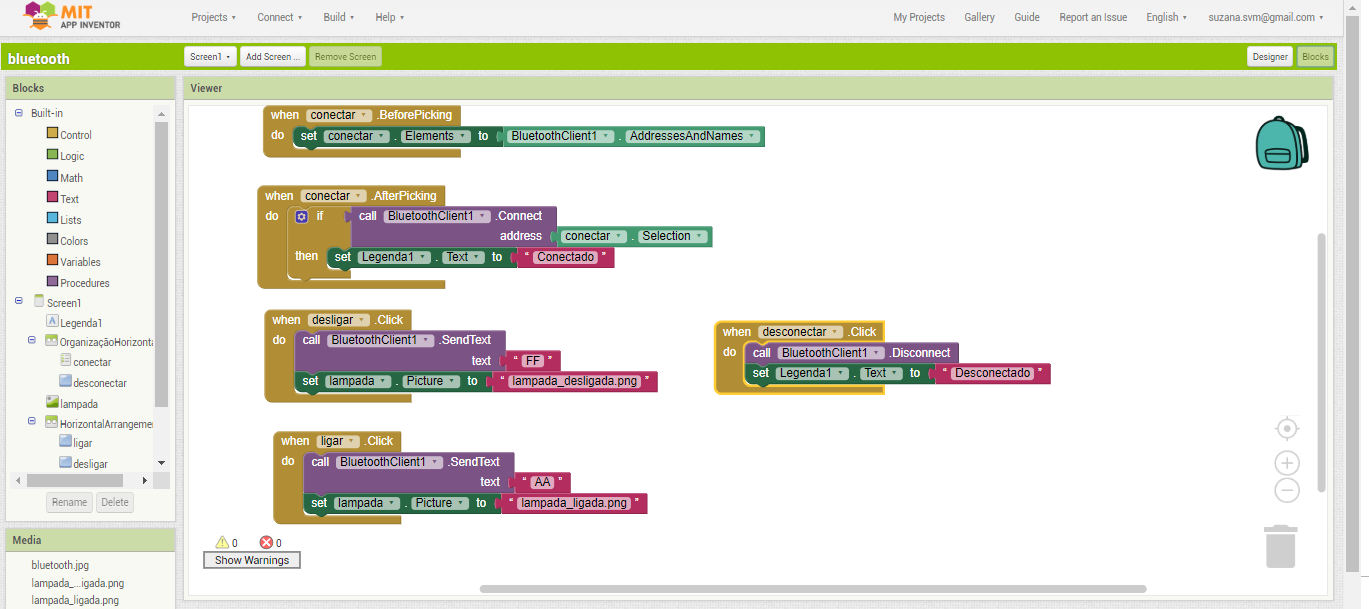 MIT
APP INVENTOR
Projects Connect Build Help My Projects Gallery Guide Report an Issue English suzana.svm@gmail.com
bluetooth Screen1 Add Screen ... Remove Screen Designer Blocks
Blocks
Built-in
Control
Logic
Math
Text
Lists
Colors
Variables
Procedures
Screen1
Legenda1
OrganizaçãoHorizonta
conectar
desconectar
lampada
HorizontalArrangemen
ligar
desligar
Rename Delete
Media
bluetooth.jpg
lampada_...igada.png
lampada_ligada.png
Viewer
when conectar .BeforePicking
do set conectar . Elements to BluetoothClient1 . AddressesAndNames
when conectar .AfterPicking
do if call BluetoothClient1 .Connect
address conectar . Selection
then set Legenda1 . Text to " Conectado "
when desligar .Click
do call BluetoothClient1 .SendText
text " FF "
set lampada . Picture to " lampada_desligada.png "
when desconectar .Click
do call BluetoothClient1 .Disconnect
set Legenda1 . Text to " Desconectado "
when ligar .Click
do call BluetoothClient1 .SendText
text " AA "
set lampada . Picture to " lampada_ligada.png "
0 0
Show Warnings